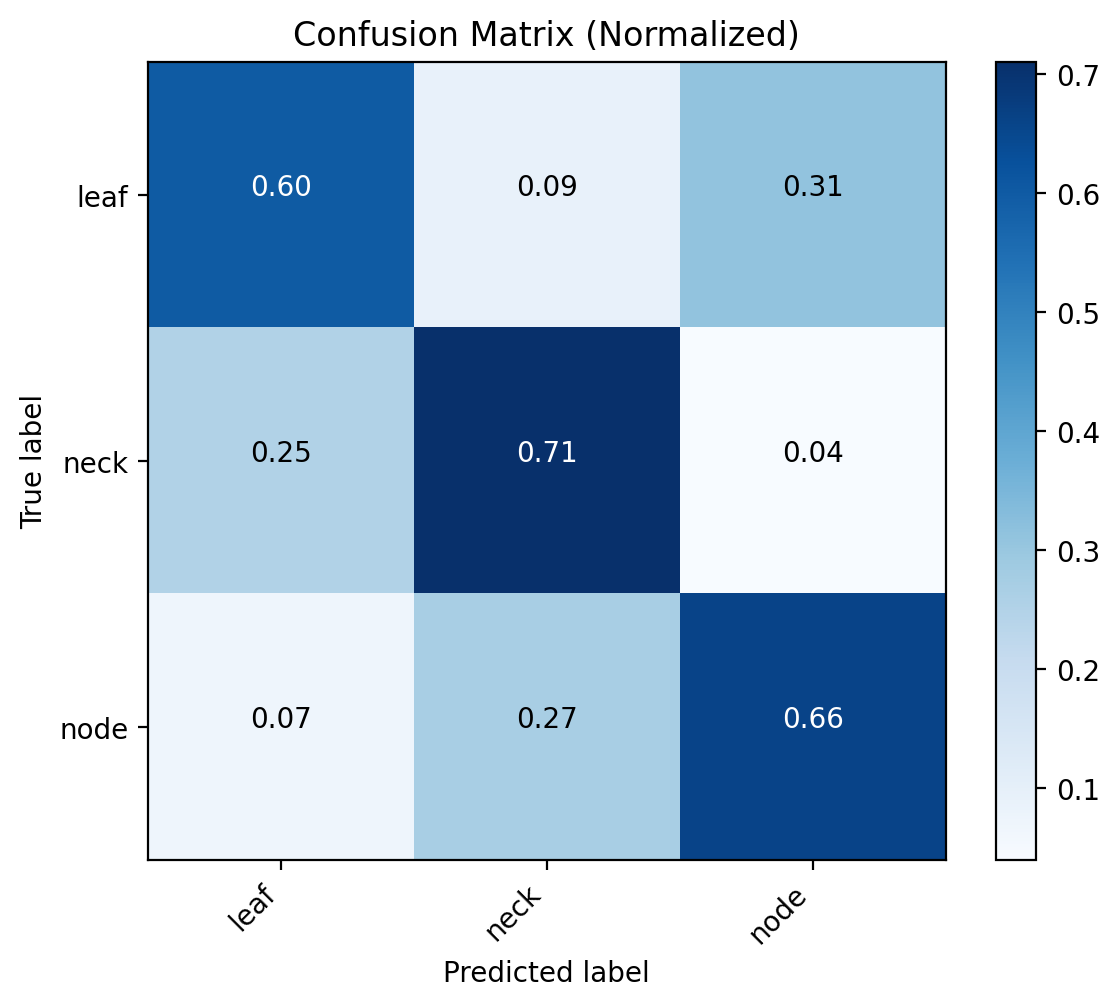 Confusion Matrix (Normalized)
True label
leaf 0.60 0.09 0.31
neck 0.25 0.71 0.04
node 0.07 0.27 0.66
leaf neck node
Predicted label
0.7
0.6
0.5
0.4
0.3
0.2
0.1